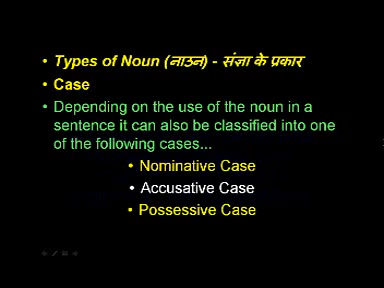 • Types of Noun (नाउन) - संज्ञा के प्रकार
• Case
• Depending on the use of the noun in a
sentence it can also be classified into one
of the following cases...
• Nominative Case
• Accusative Case
• Possessive Case